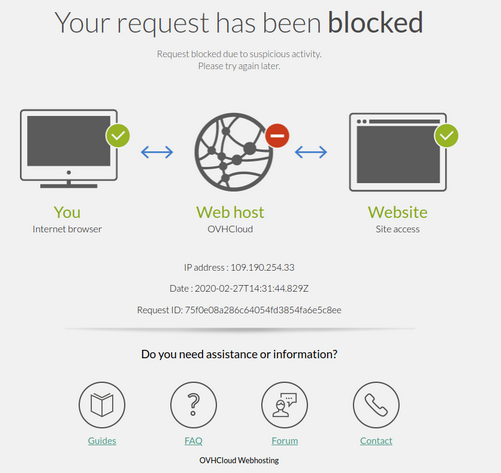 Your request has been blocked
Request blocked due to suspicious activity.
Please try again later.
You
Internet browser
Web host
OVHCloud
Website
Site access
IP address : 109.190.254.33
Date : 2020-02-27T14:31:44.829Z
Request ID: 75f0e08a286c64054fd3854fa6e5c8ee
Do you need assistance or information?
Guides
FAQ
Forum
Contact
OVHCloud Webhosting